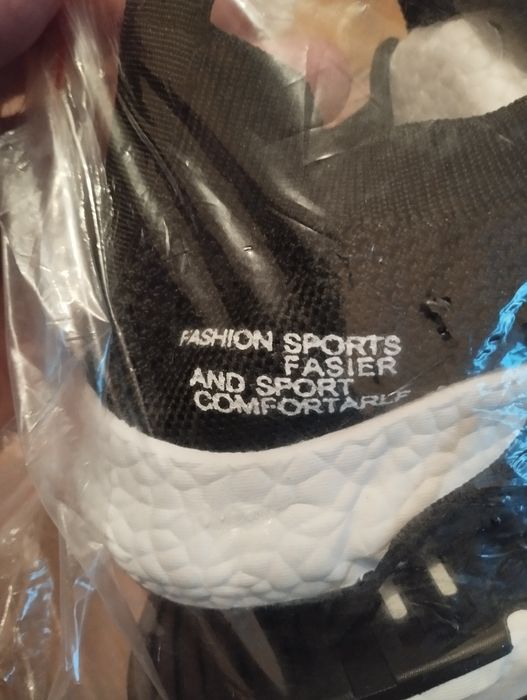 FASHION SPORTS
FASIER
AND SPORT
COMFORTABLE